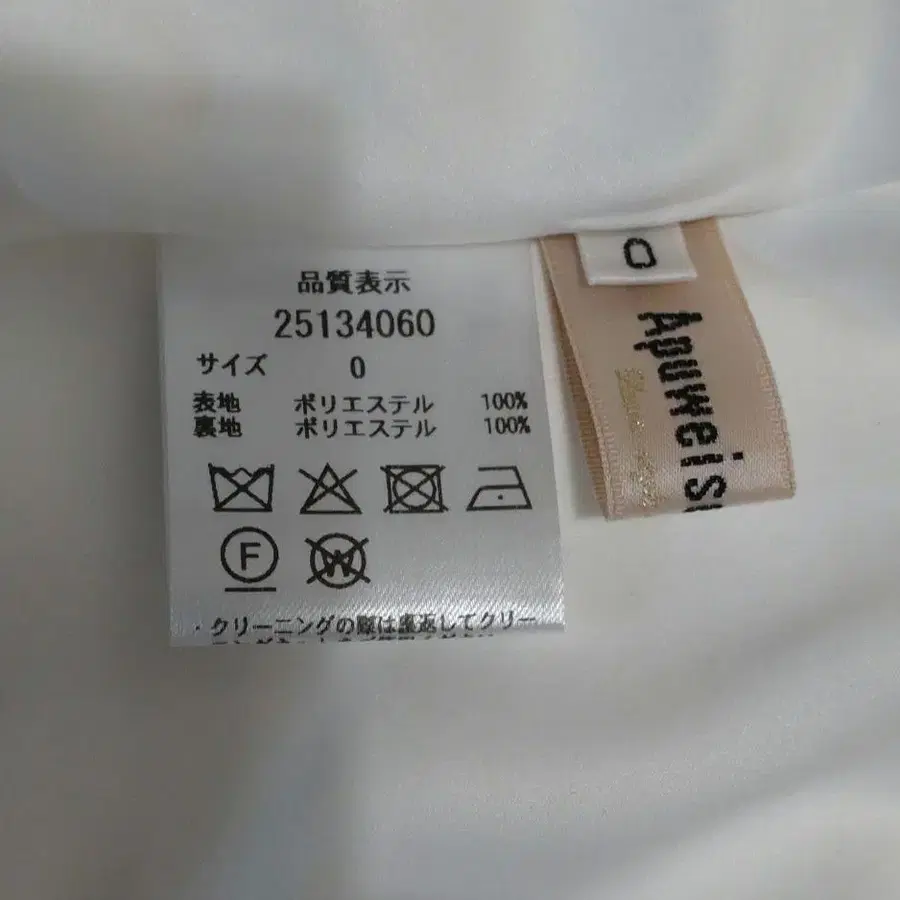 品質表示
25134060
サイズ 0
表地 ポリエステル 100%
裏地 ポリエステル 100%
F
W
・クリーニングの際は裏返してクリー
0
Apuweis